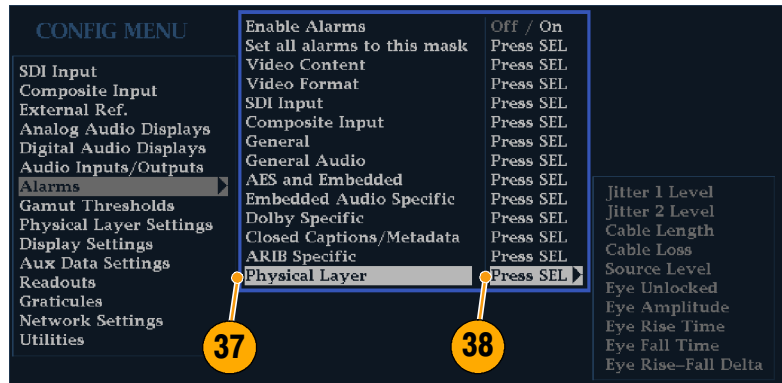 CONFIG MENU
SDI Input
Composite Input
External Ref.
Analog Audio Displays
Digital Audio Displays
Audio Inputs/Outputs
Alarms
Gamut Thresholds
Physical Layer Settings
Display Settings
Aux Data Settings
Readouts
Graticules
Network Settings
Utilities
Enable Alarms Off / On
Set all alarms to this mask Press SEL
Video Content Press SEL
Video Format Press SEL
SDI Input Press SEL
Composite Input Press SEL
General Press SEL
General Audio Press SEL
AES and Embedded Press SEL
Embedded Audio Specific Press SEL
Dolby Specific Press SEL
Closed Captions/Metadata Press SEL
ARIB Specific Press SEL
Physical Layer Press SEL
37
38
Jitter 1 Level
Jitter 2 Level
Cable Length
Cable Loss
Source Level
Eye Unlocked
Eye Amplitude
Eye Rise Time
Eye Fall Time
Eye Rise–Fall Delta